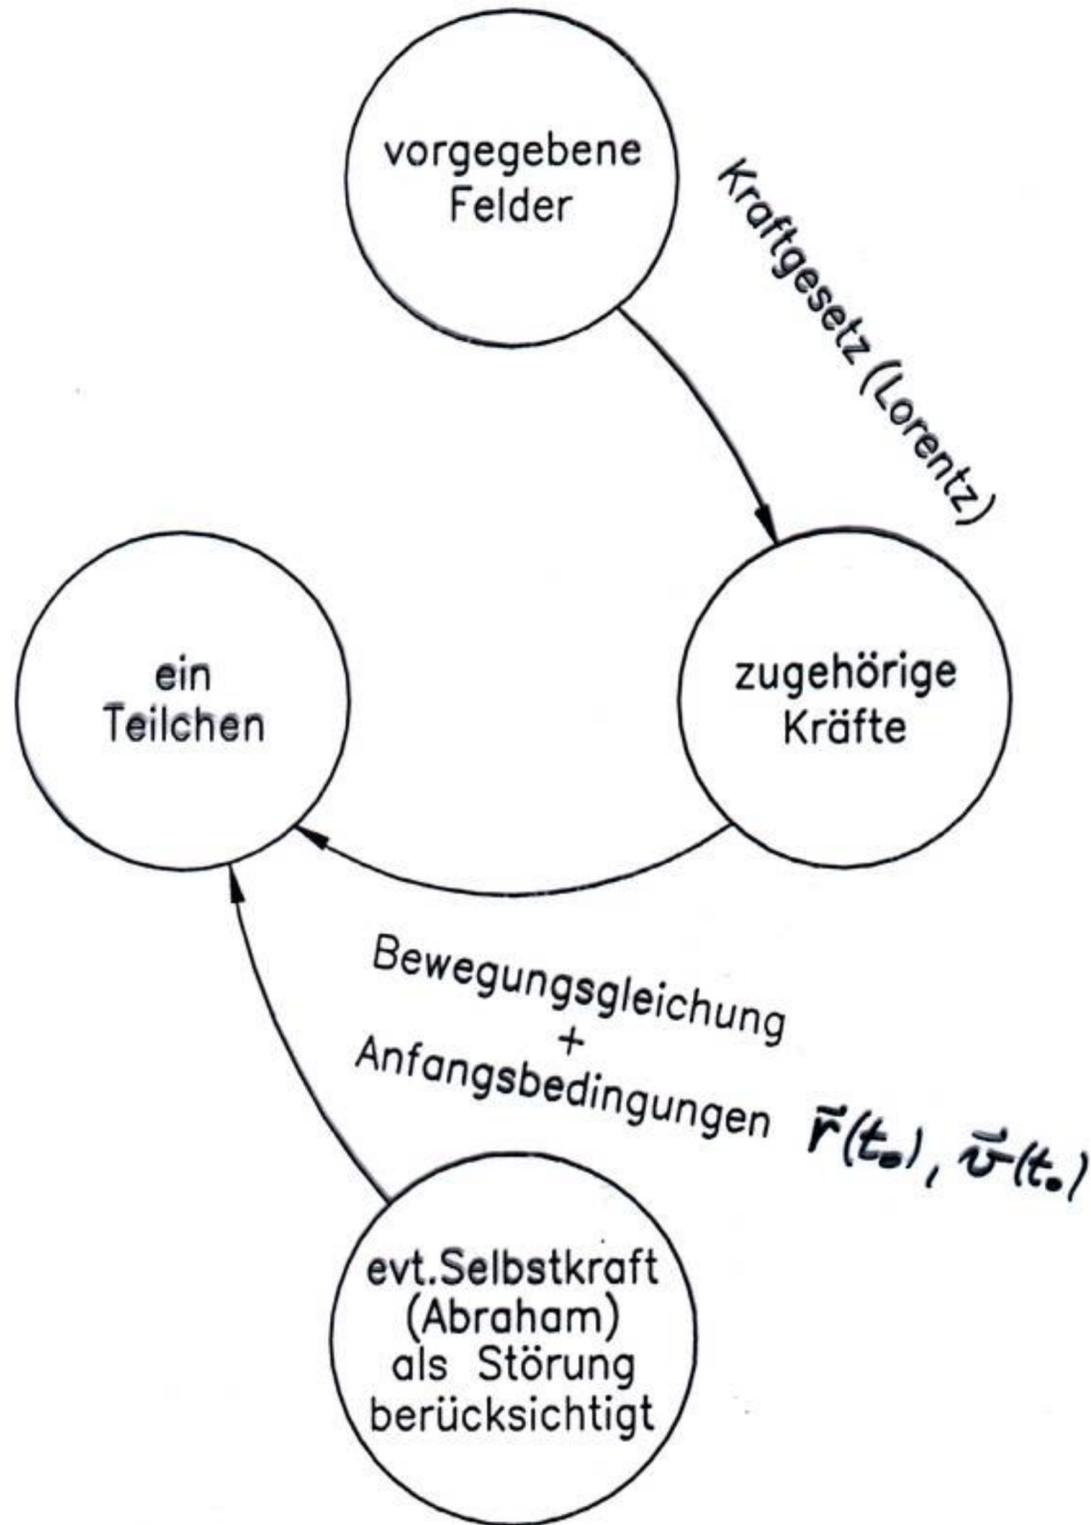 vorgegebene
Felder
Kraftgesetz (Lorentz)
ein
Teilchen
zugehörige
Kräfte
Bewegungsgleichung
+
Anfangsbedingungen r⃗(t₀), v⃗(t₀)
evt.Selbstkraft
(Abraham)
als Störung
berücksichtigt